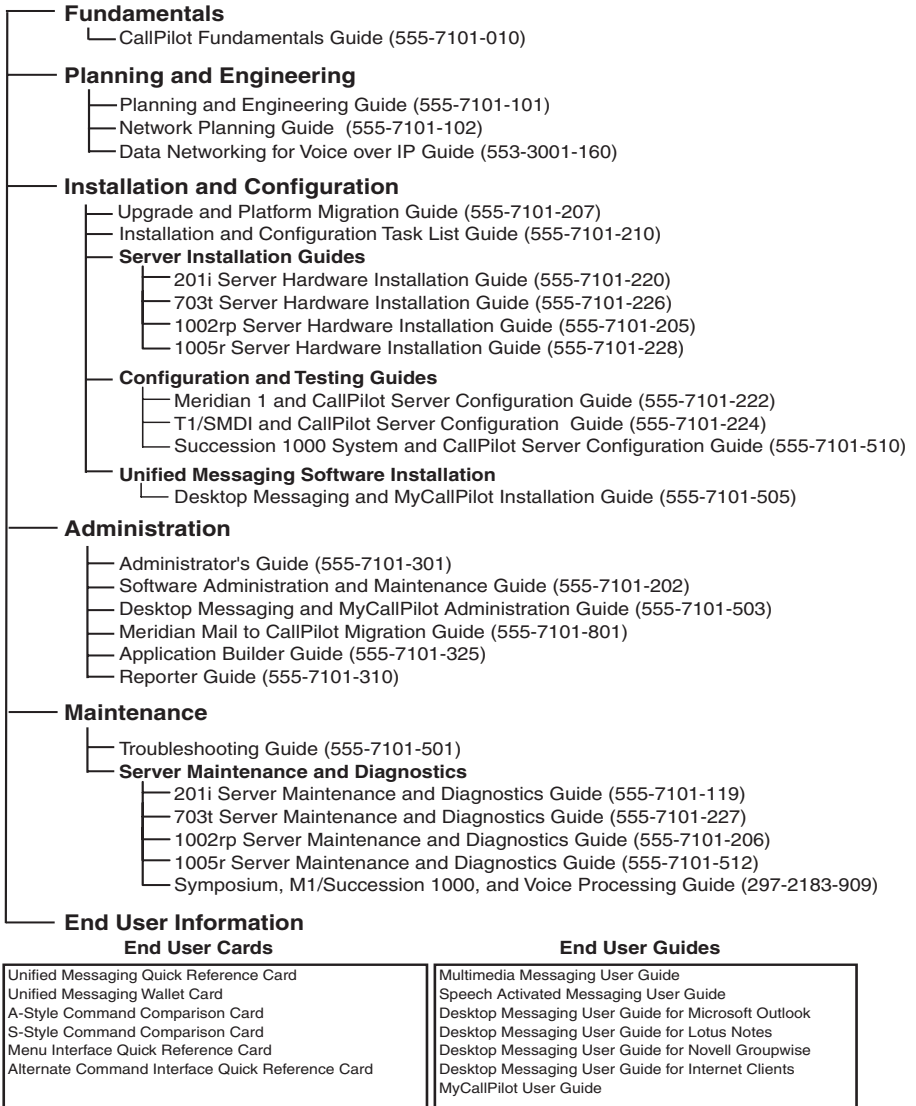 Fundamentals
CallPilot Fundamentals Guide (555-7101-010)
Planning and Engineering
Planning and Engineering Guide (555-7101-101)
Network Planning Guide (555-7101-102)
Data Networking for Voice over IP Guide (553-3001-160)
Installation and Configuration
Upgrade and Platform Migration Guide (555-7101-207)
Installation and Configuration Task List Guide (555-7101-210)
Server Installation Guides
201i Server Hardware Installation Guide (555-7101-220)
703t Server Hardware Installation Guide (555-7101-226)
1002rp Server Hardware Installation Guide (555-7101-205)
1005r Server Hardware Installation Guide (555-7101-228)
Configuration and Testing Guides
Meridian 1 and CallPilot Server Configuration Guide (555-7101-222)
T1/SMDI and CallPilot Server Configuration Guide (555-7101-224)
Succession 1000 System and CallPilot Server Configuration Guide (555-7101-510)
Unified Messaging Software Installation
Desktop Messaging and MyCallPilot Installation Guide (555-7101-505)
Administration
Administrator's Guide (555-7101-301)
Software Administration and Maintenance Guide (555-7101-202)
Desktop Messaging and MyCallPilot Administration Guide (555-7101-503)
Meridian Mail to CallPilot Migration Guide (555-7101-801)
Application Builder Guide (555-7101-325)
Reporter Guide (555-7101-310)
Maintenance
Troubleshooting Guide (555-7101-501)
Server Maintenance and Diagnostics
201i Server Maintenance and Diagnostics Guide (555-7101-119)
703t Server Maintenance and Diagnostics Guide (555-7101-227)
1002rp Server Maintenance and Diagnostics Guide (555-7101-206)
1005r Server Maintenance and Diagnostics Guide (555-7101-512)
Symposium, M1/Succession 1000, and Voice Processing Guide (297-2183-909)
End User Information
End User Cards
Unified Messaging Quick Reference Card
Unified Messaging Wallet Card
A-Style Command Comparison Card
S-Style Command Comparison Card
Menu Interface Quick Reference Card
Alternate Command Interface Quick Reference Card
End User Guides
Multimedia Messaging User Guide
Speech Activated Messaging User Guide
Desktop Messaging User Guide for Microsoft Outlook
Desktop Messaging User Guide for Lotus Notes
Desktop Messaging User Guide for Novell Groupwise
Desktop Messaging User Guide for Internet Clients
MyCallPilot User Guide